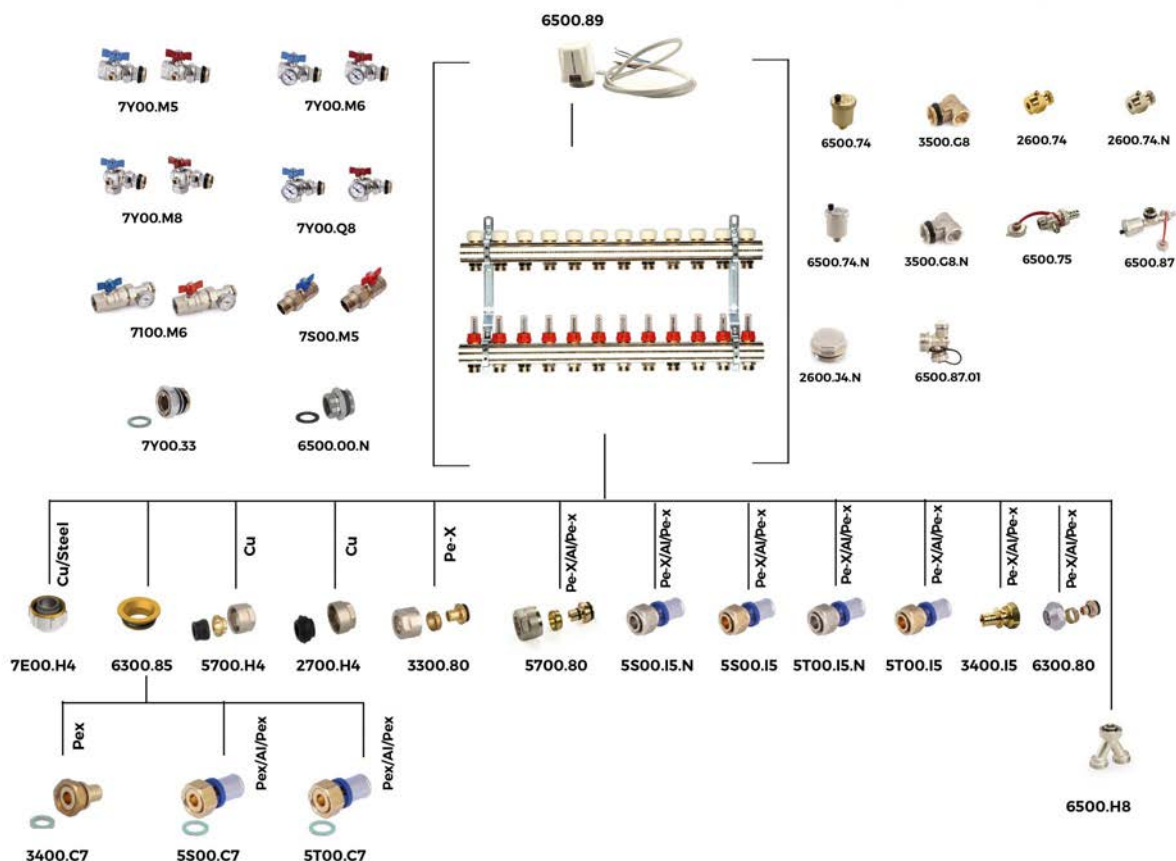 6500.89
7Y00.M5
7Y00.M6
7Y00.M8
7Y00.Q8
7100.M6
7S00.M5
7Y00.33
6500.00.N
6500.74
3500.G8
2600.74
2600.74.N
6500.74.N
3500.G8.N
6500.75
6500.87
2600.J4.N
6500.87.01
Cu/Steel
Cu
Cu
Pe-X
Pe-X/Al/Pe-x
Pe-X/Al/Pe-x
Pe-X/Al/Pe-x
Pe-X/Al/Pe-x
Pe-X/Al/Pe-x
Pe-X/Al/Pe-x
Pe-X/Al/Pe-x
7E00.H4
6300.85
5700.H4
2700.H4
3300.80
5700.80
5S00.I5.N
5S00.I5
5T00.I5.N
5T00.I5
3400.I5
6300.80
Pex
Pex/Al/Pex
Pex/Al/Pex
3400.C7
5S00.C7
5T00.C7
6500.H8